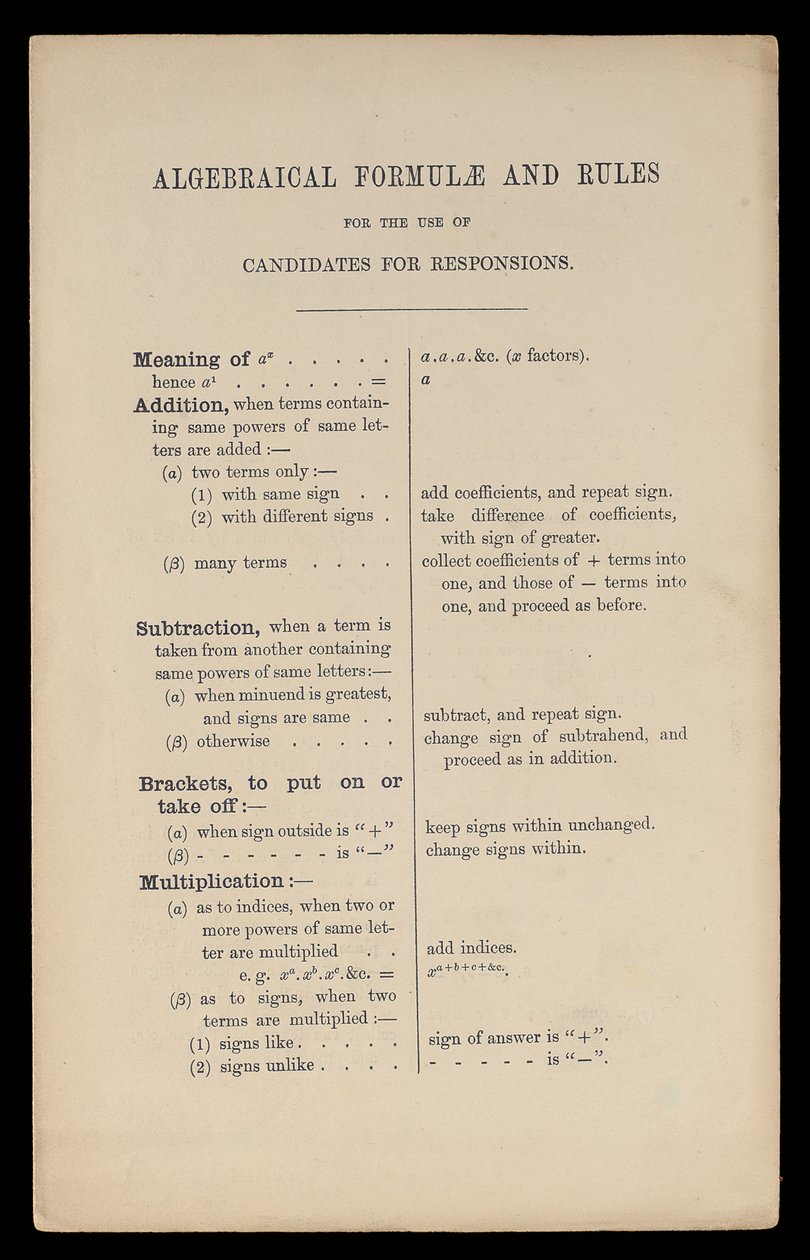 ALGEBRAICAL FORMULÆ AND RULES
FOR THE USE OF
CANDIDATES FOR RESPONSIONS.
Meaning of aˣ . . . . . a.a.a.&c. (x factors).
hence a¹ . . . . . . = a
Addition, when terms contain-
ing same powers of same let-
ters are added :—
(α) two terms only :—
(1) with same sign . . add coefficients, and repeat sign.
(2) with different signs . take difference of coefficients,
with sign of greater.
(β) many terms . . . . collect coefficients of + terms into
one, and those of — terms into
one, and proceed as before.
Subtraction, when a term is
taken from another containing
same powers of same letters:—
(α) when minuend is greatest,
and signs are same . . subtract, and repeat sign.
(β) otherwise . . . . . change sign of subtrahend, and
proceed as in addition.
Brackets, to put on or
take off :—
(α) when sign outside is “+” keep signs within unchanged.
(β) - - - - - - is “—” change signs within.
Multiplication :—
(α) as to indices, when two or
more powers of same let-
ter are multiplied . . add indices.
e. g. xᵃ.xᵇ.xᶜ.&c. = x^{a+b+c+&c.}.
(β) as to signs, when two
terms are multiplied :—
(1) signs like . . . . . sign of answer is “+”.
(2) signs unlike . . . . - - - - - is “—”.